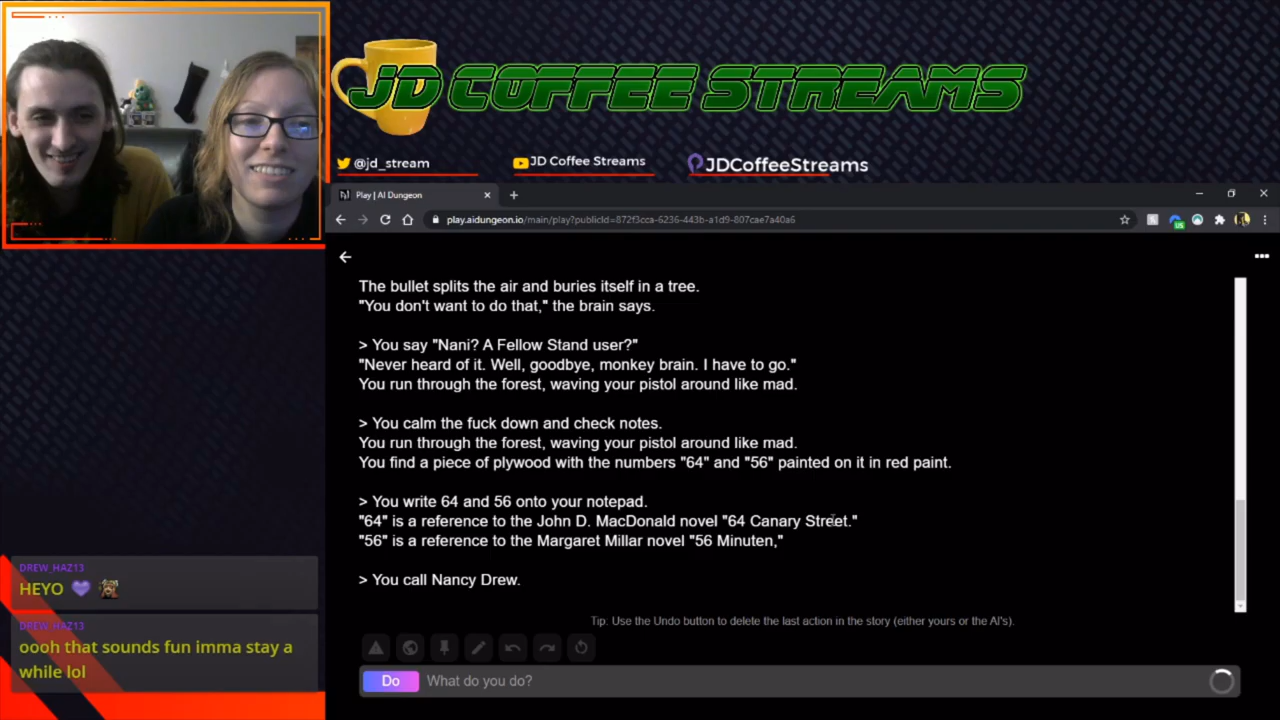 JD COFFEE STREAMS
@jd_stream
JD Coffee Streams
JDCoffeeStreams
Play | AI Dungeon
play.aidungeon.io/main/play?publicId=872f3cca-6236-443b-a1d9-807cae7a40a6
US
The bullet splits the air and buries itself in a tree.
"You don't want to do that," the brain says.
> You say "Nani? A Fellow Stand user?"
"Never heard of it. Well, goodbye, monkey brain. I have to go."
You run through the forest, waving your pistol around like mad.
> You calm the fuck down and check notes.
You run through the forest, waving your pistol around like mad.
You find a piece of plywood with the numbers "64" and "56" painted on it in red paint.
> You write 64 and 56 onto your notepad.
"64" is a reference to the John D. MacDonald novel "64 Canary Street."
"56" is a reference to the Margaret Millar novel "56 Minuten,"
> You call Nancy Drew.
Tip: Use the Undo button to delete the last action in the story (either yours or the AI's).
Do
What do you do?
DREW_HAZ13
HEYO
DREW_HAZ13
oooh that sounds fun imma stay a
while lol